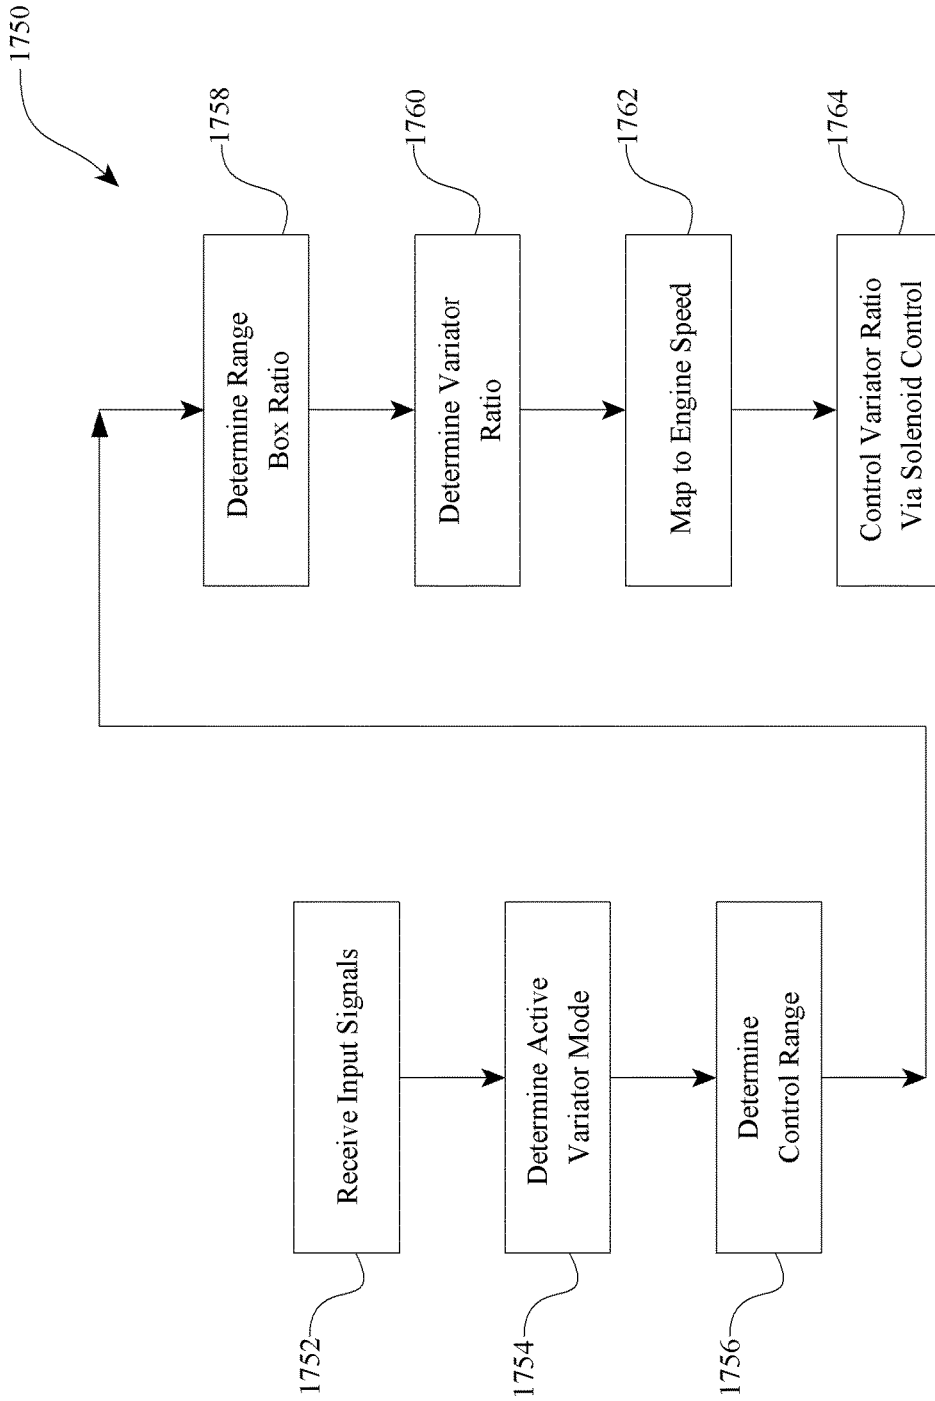 1750
1752
Receive Input Signals
1754
Determine Active
Variator Mode
1756
Determine
Control Range
Determine Range
Box Ratio
1758
Determine Variator
Ratio
1760
Map to Engine Speed
1762
Control Variator Ratio
Via Solenoid Control
1764